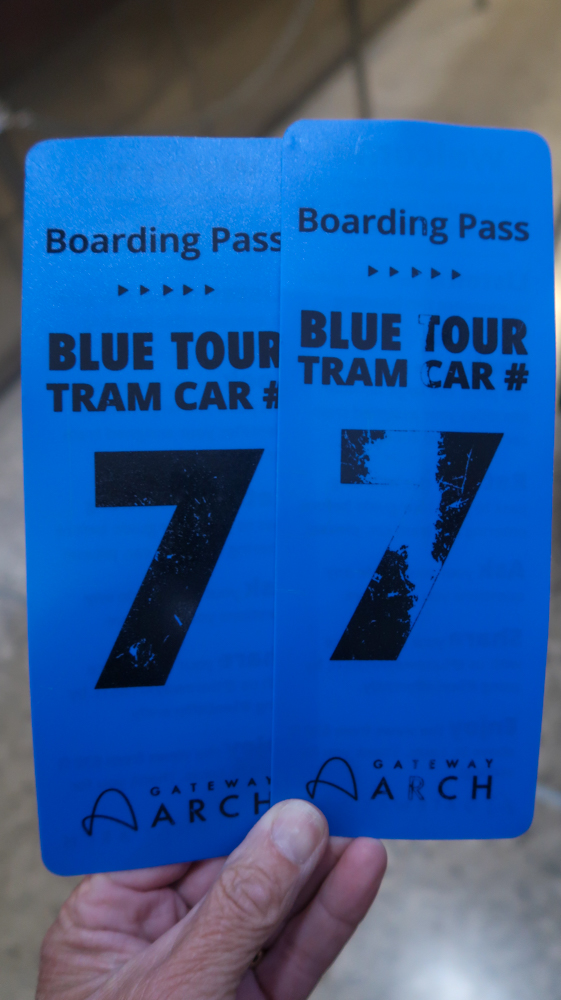 Boarding Pass
BLUE TOUR
TRAM CAR #
7
GATEWAY
ARCH
Boarding Pass
BLUE TOUR
TRAM CAR #
7
GATEWAY
ARCH